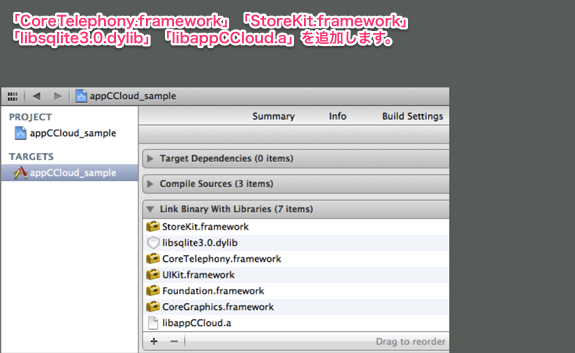 「CoreTelephony.framework」「StoreKit.framework」
「libsqlite3.0.dylib」「libappCCloud.a」を追加します。
appCCloud_sample
PROJECT
appCCloud_sample
TARGETS
appCCloud_sample
Summary Info Build Settings
Target Dependencies (0 items)
Compile Sources (3 items)
Link Binary With Libraries (7 items)
StoreKit.framework
libsqlite3.0.dylib
CoreTelephony.framework
UIKit.framework
Foundation.framework
CoreGraphics.framework
libappCCloud.a
+ − Drag to reorder